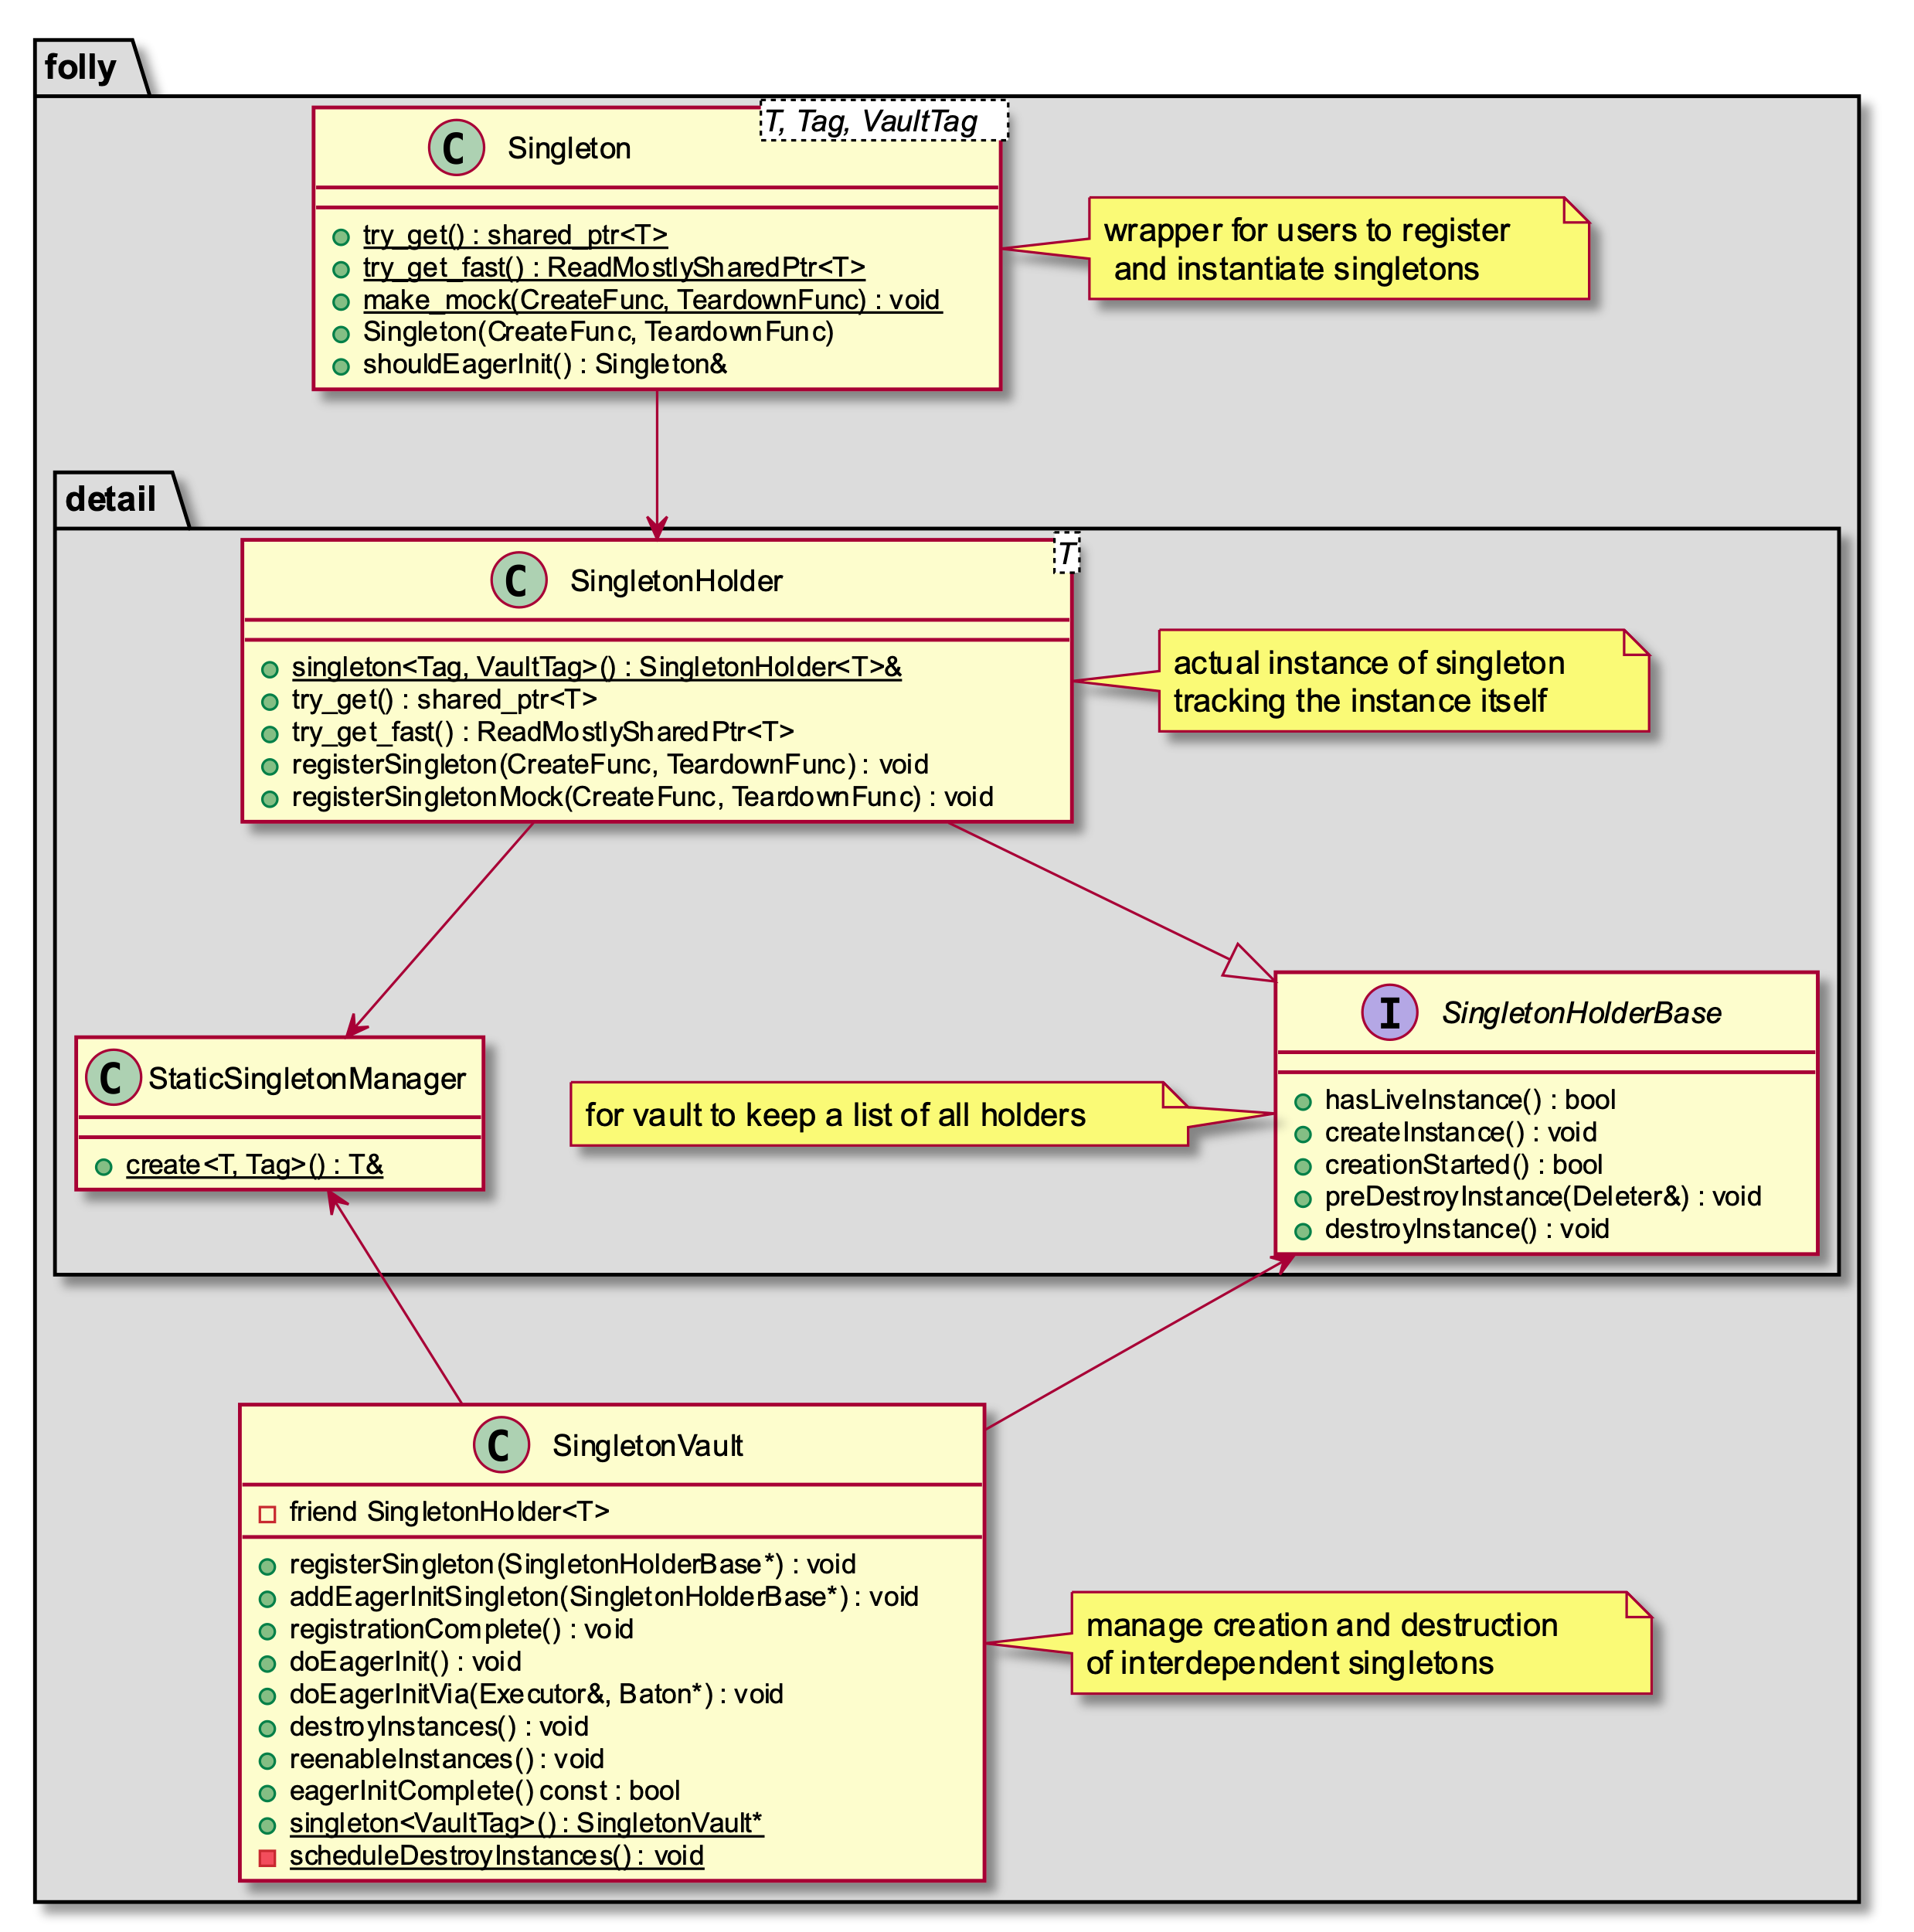 folly
T, Tag, VaultTag
C Singleton
try_get() : shared_ptr<T>
try_get_fast() : ReadMostlySharedPtr<T>
make_mock(CreateFunc, TeardownFunc) : void
Singleton(CreateFunc, TeardownFunc)
shouldEagerInit() : Singleton&
wrapper for users to register
and instantiate singletons
detail
T
C SingletonHolder
singleton<Tag, VaultTag>() : SingletonHolder<T>&
try_get() : shared_ptr<T>
try_get_fast() : ReadMostlySharedPtr<T>
registerSingleton(CreateFunc, TeardownFunc) : void
registerSingletonMock(CreateFunc, TeardownFunc) : void
actual instance of singleton
tracking the instance itself
C StaticSingletonManager
create<T, Tag>() : T&
for vault to keep a list of all holders
I SingletonHolderBase
hasLiveInstance() : bool
createInstance() : void
creationStarted() : bool
preDestroyInstance(Deleter&) : void
destroyInstance() : void
C SingletonVault
friend SingletonHolder<T>
registerSingleton(SingletonHolderBase*) : void
addEagerInitSingleton(SingletonHolderBase*) : void
registrationComplete() : void
doEagerInit() : void
doEagerInitVia(Executor&, Baton*) : void
destroyInstances() : void
reenableInstances() : void
eagerInitComplete() const : bool
singleton<VaultTag>() : SingletonVault*
scheduleDestroyInstances() : void
manage creation and destruction
of interdependent singletons